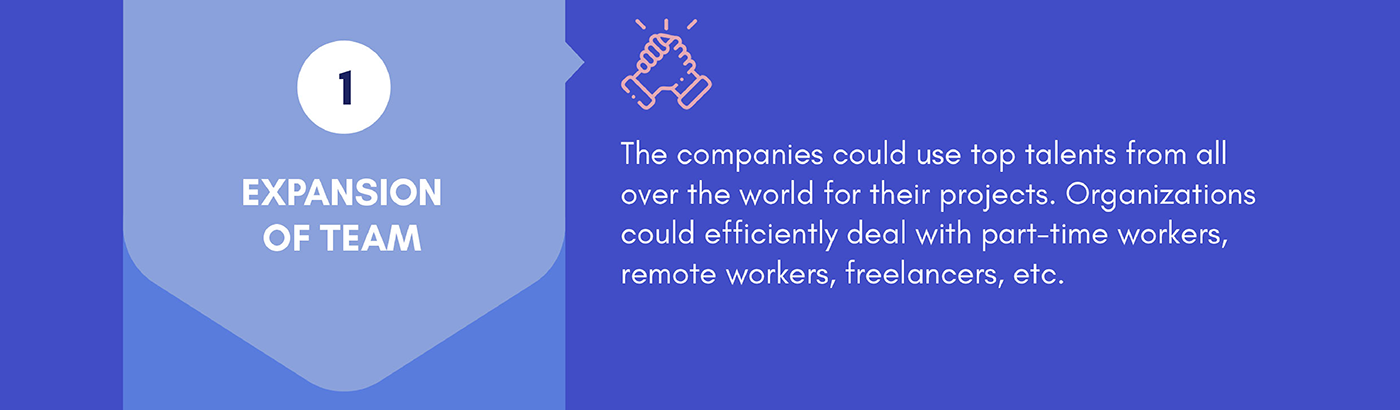 1
EXPANSION
OF TEAM
The companies could use top talents from all
over the world for their projects. Organizations
could efficiently deal with part-time workers,
remote workers, freelancers, etc.